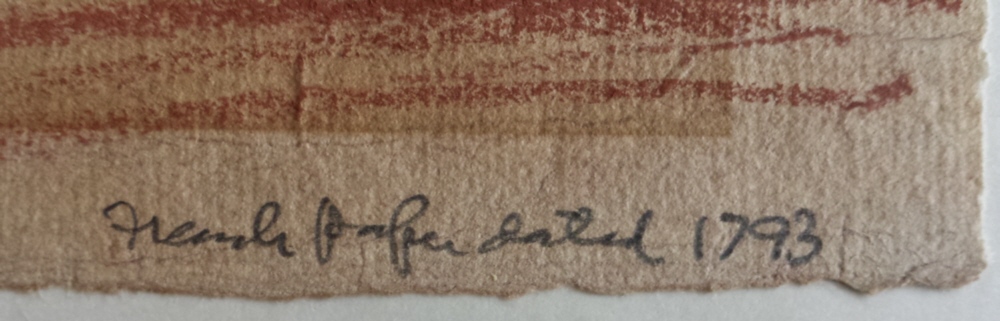 French paper dated 1793